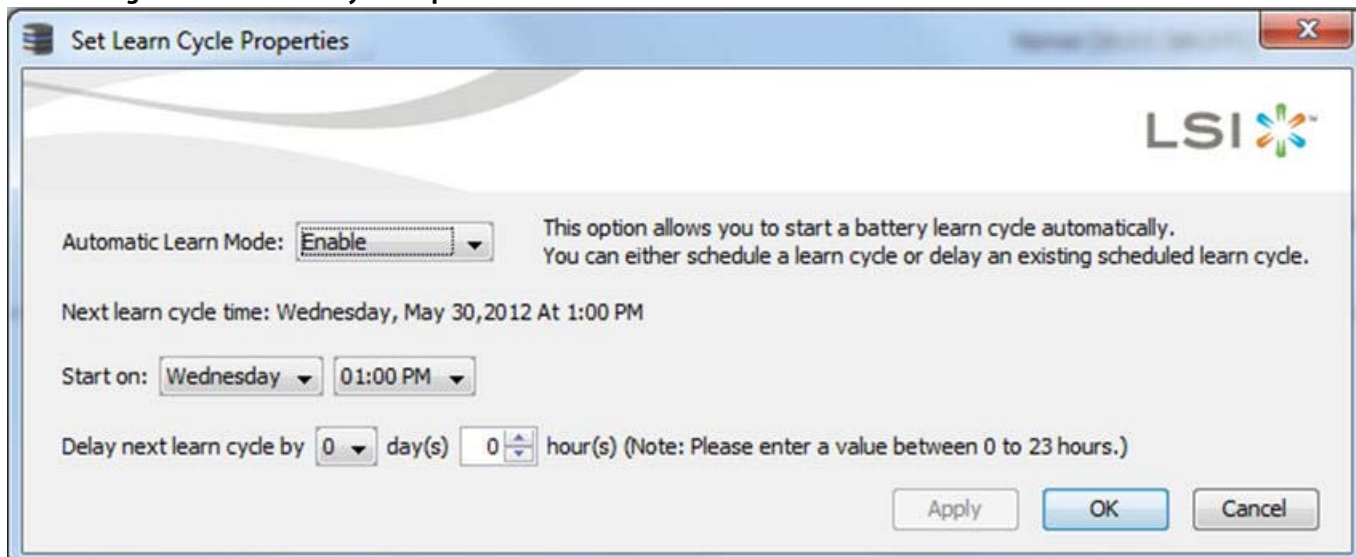 Set Learn Cycle Properties
LSI
Automatic Learn Mode: Enable
This option allows you to start a battery learn cycle automatically.
You can either schedule a learn cycle or delay an existing scheduled learn cycle.
Next learn cycle time: Wednesday, May 30,2012 At 1:00 PM
Start on: Wednesday 01:00 PM
Delay next learn cycle by 0 day(s) 0 hour(s) (Note: Please enter a value between 0 to 23 hours.)
Apply OK Cancel